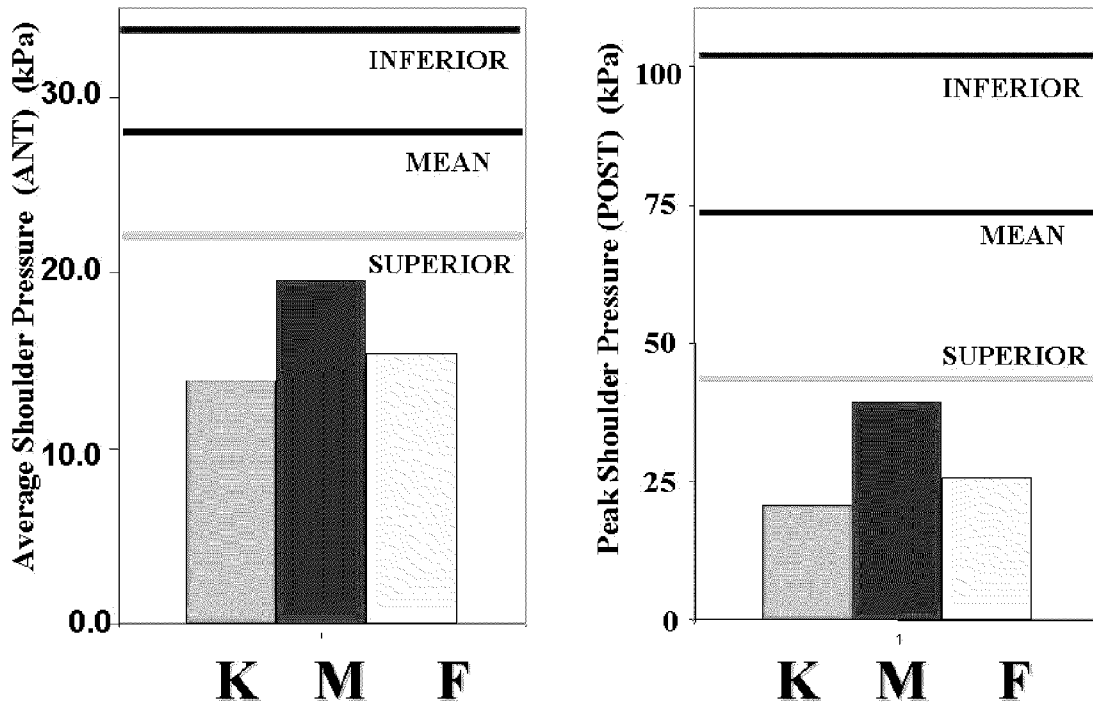 Average Shoulder Pressure (ANT) (kPa)
30.0
20.0
10.0
0.0
INFERIOR
MEAN
SUPERIOR
K M F
Peak Shoulder Pressure (POST) (kPa)
100
75
50
25
0
INFERIOR
MEAN
SUPERIOR
1
K M F